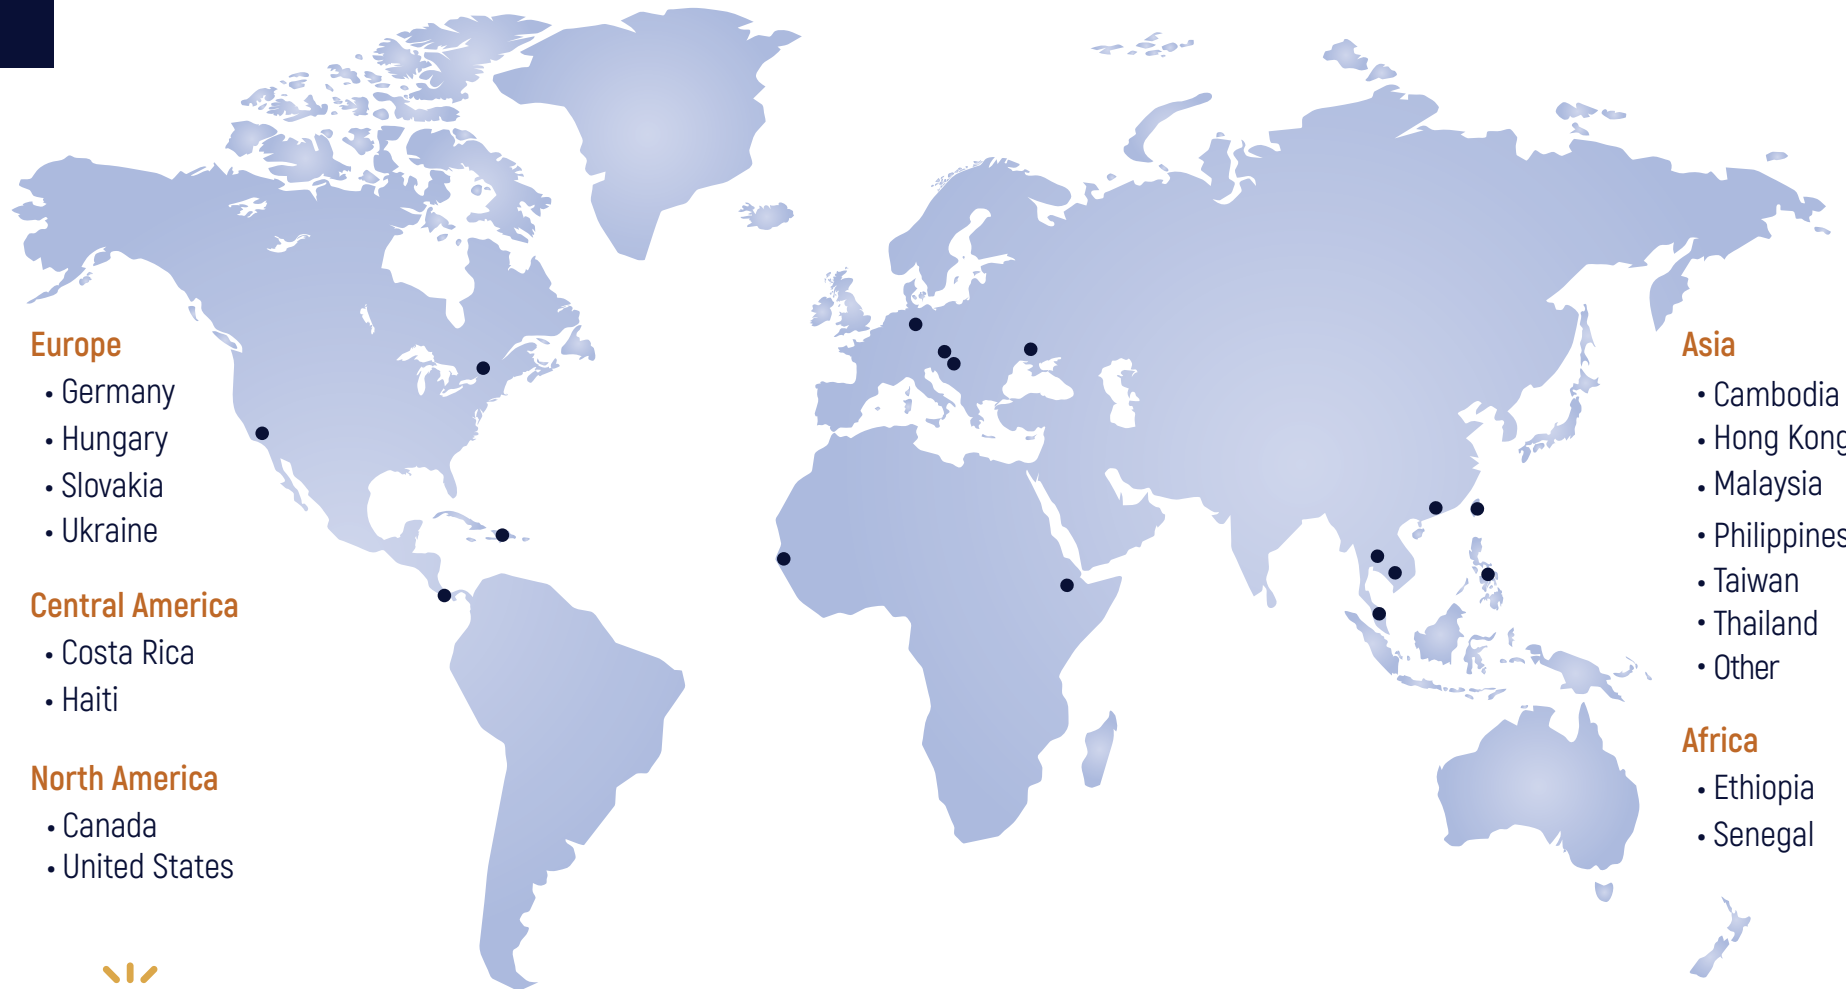 Europe
• Germany
• Hungary
• Slovakia
• Ukraine
Central America
• Costa Rica
• Haiti
North America
• Canada
• United States
Asia
• Cambodia
• Hong Kong
• Malaysia
• Philippines
• Taiwan
• Thailand
• Other
Africa
• Ethiopia
• Senegal